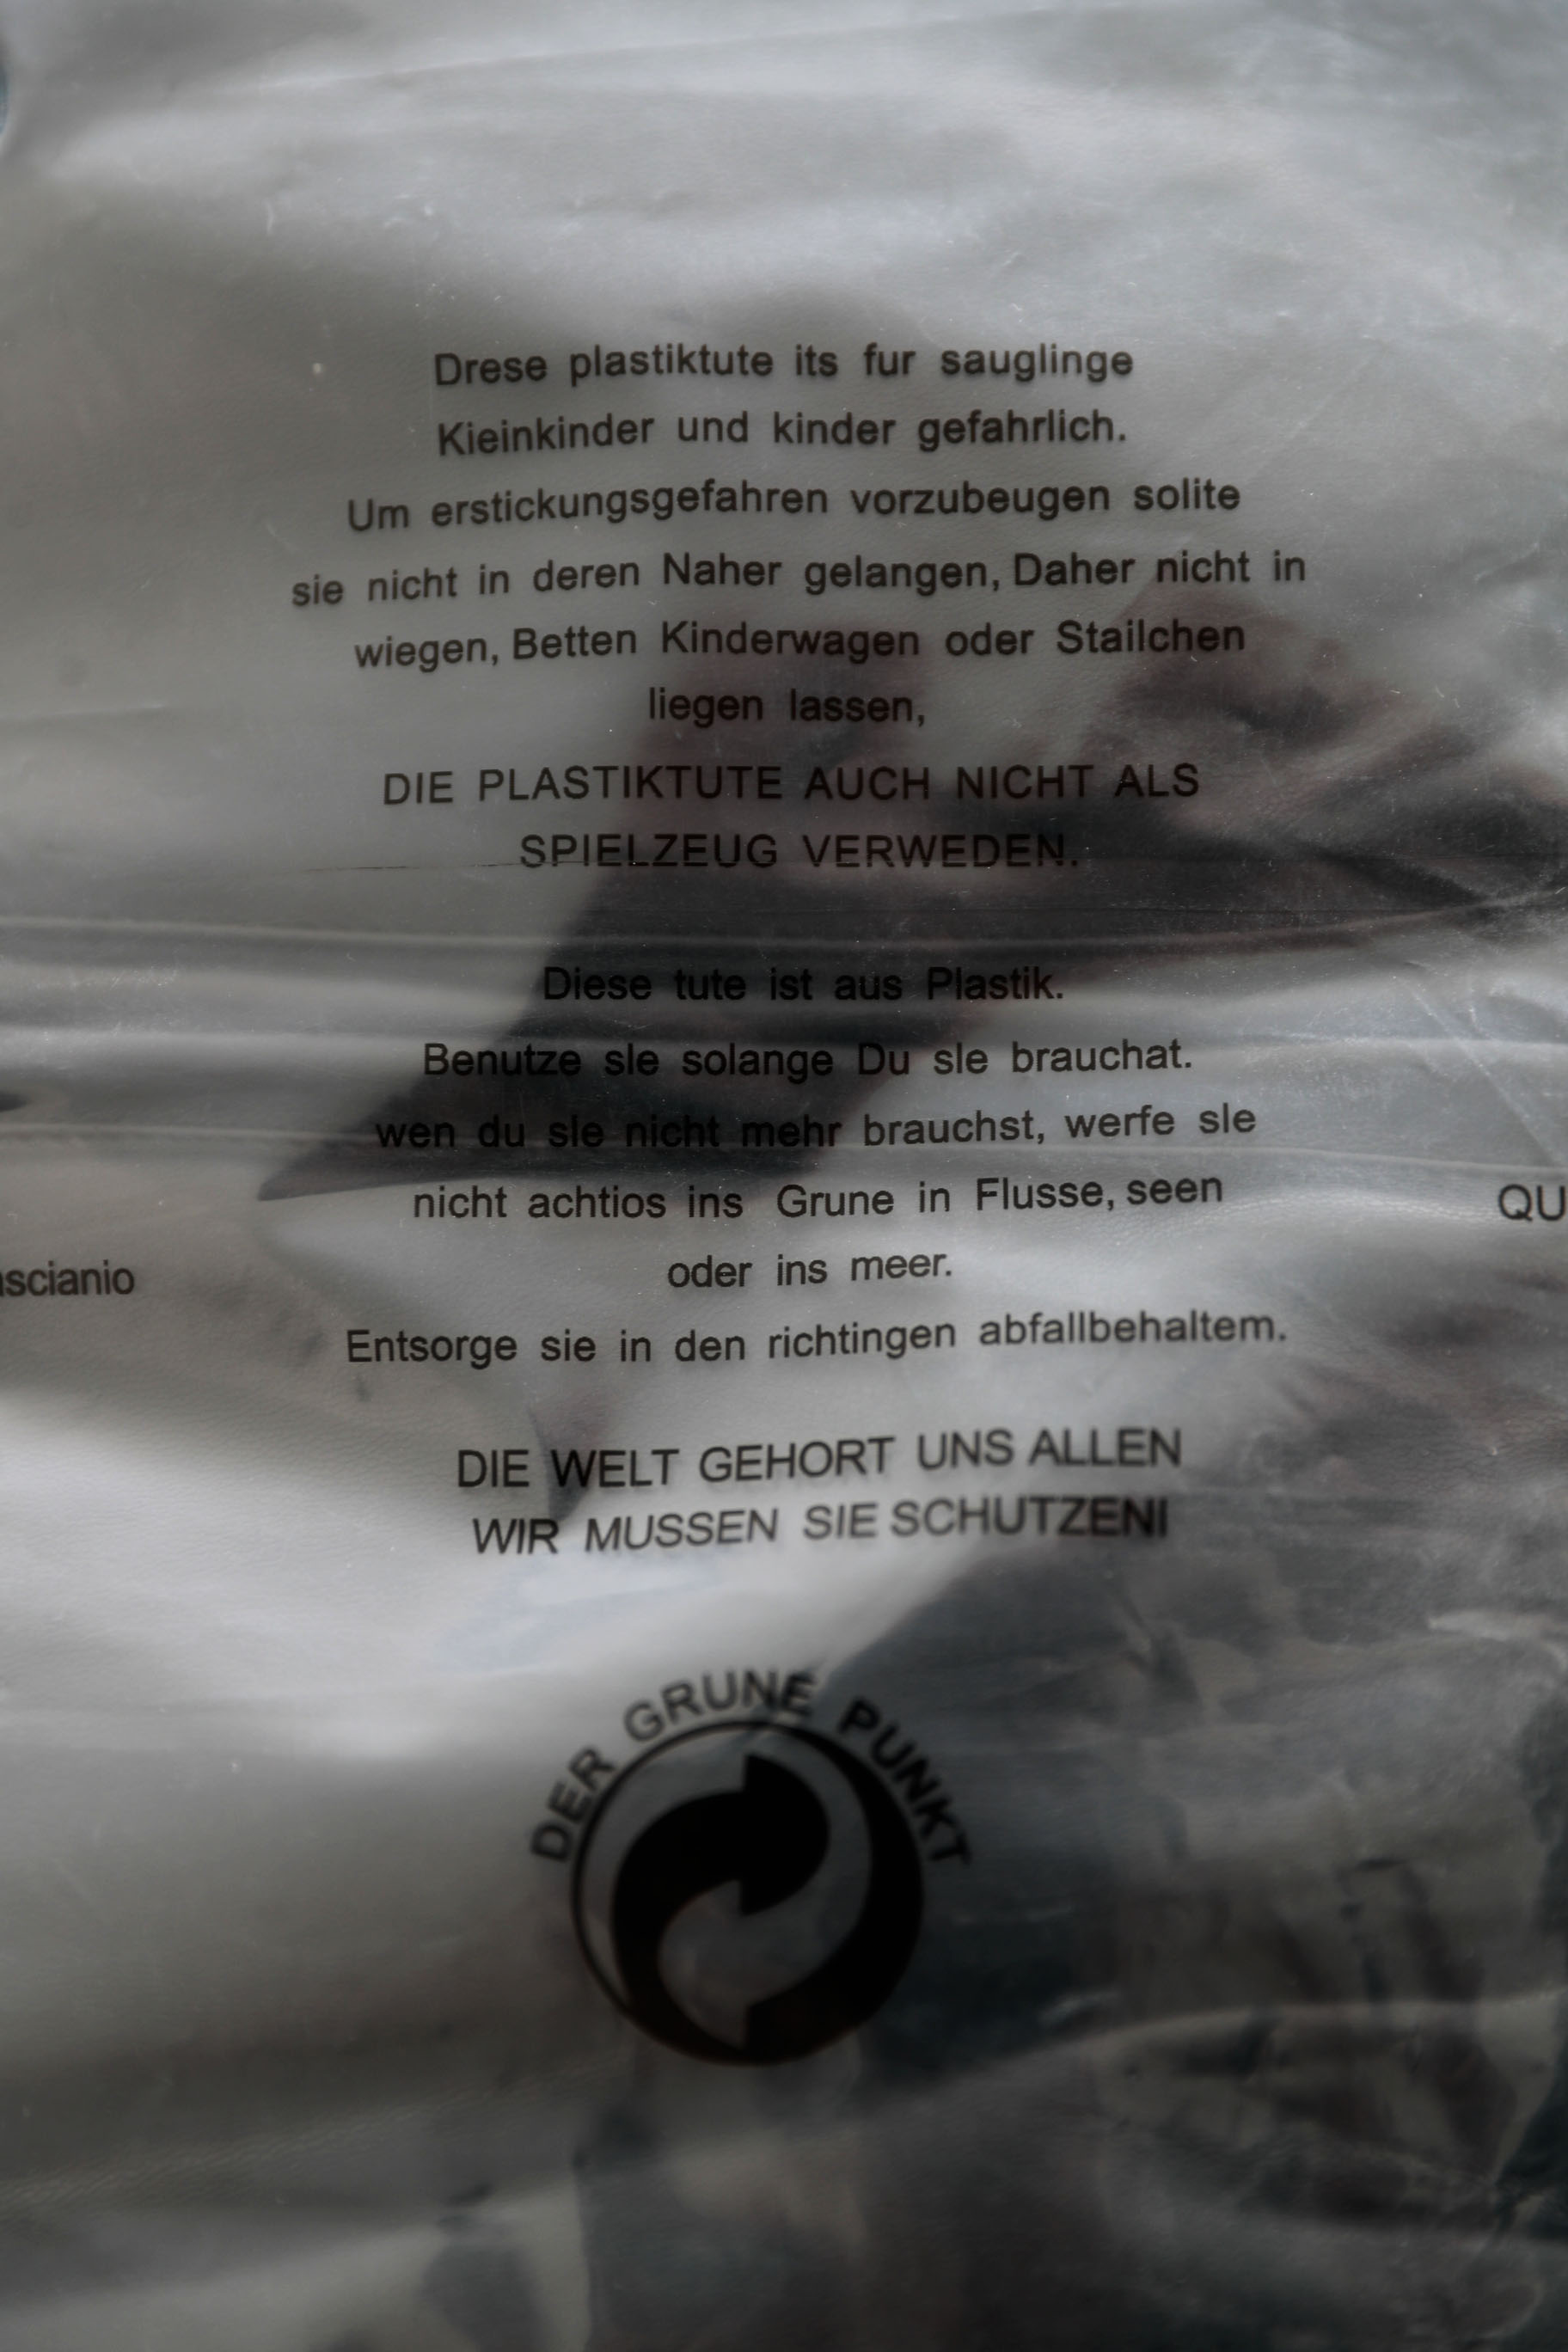 Drese plastiktute its fur sauglinge
Kieinkinder und kinder gefahrlich.
Um erstickungsgefahren vorzubeugen solite
sie nicht in deren Naher gelangen, Daher nicht in
wiegen, Betten Kinderwagen oder Stailchen
liegen lassen,
DIE PLASTIKTUTE AUCH NICHT ALS
SPIELZEUG VERWEDEN.
Diese tute ist aus Plastik.
Benutze sle solange Du sle brauchat.
wen du sle nicht mehr brauchst, werfe sle
nicht achtios ins Grune in Flusse, seen
QU
oder ins meer.
scianio
Entsorge sie in den richtingen abfallbehaltem.
DIE WELT GEHORT UNS ALLEN
WIR MUSSEN SIE SCHUTZENI
DER GRUNE PUNKT